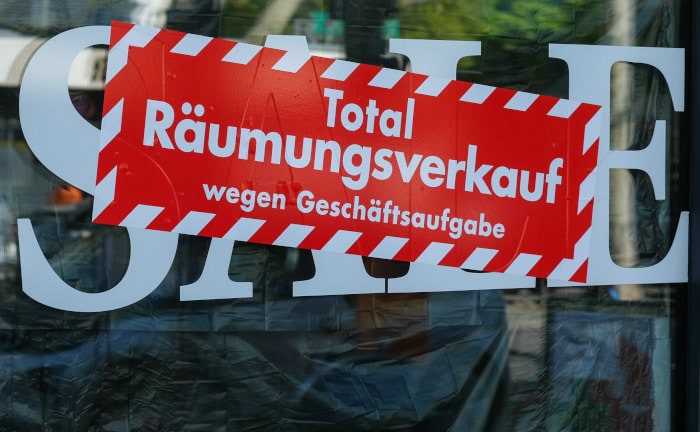 SALE
Total
Räumungsverkauf
wegen Geschäftsaufgabe